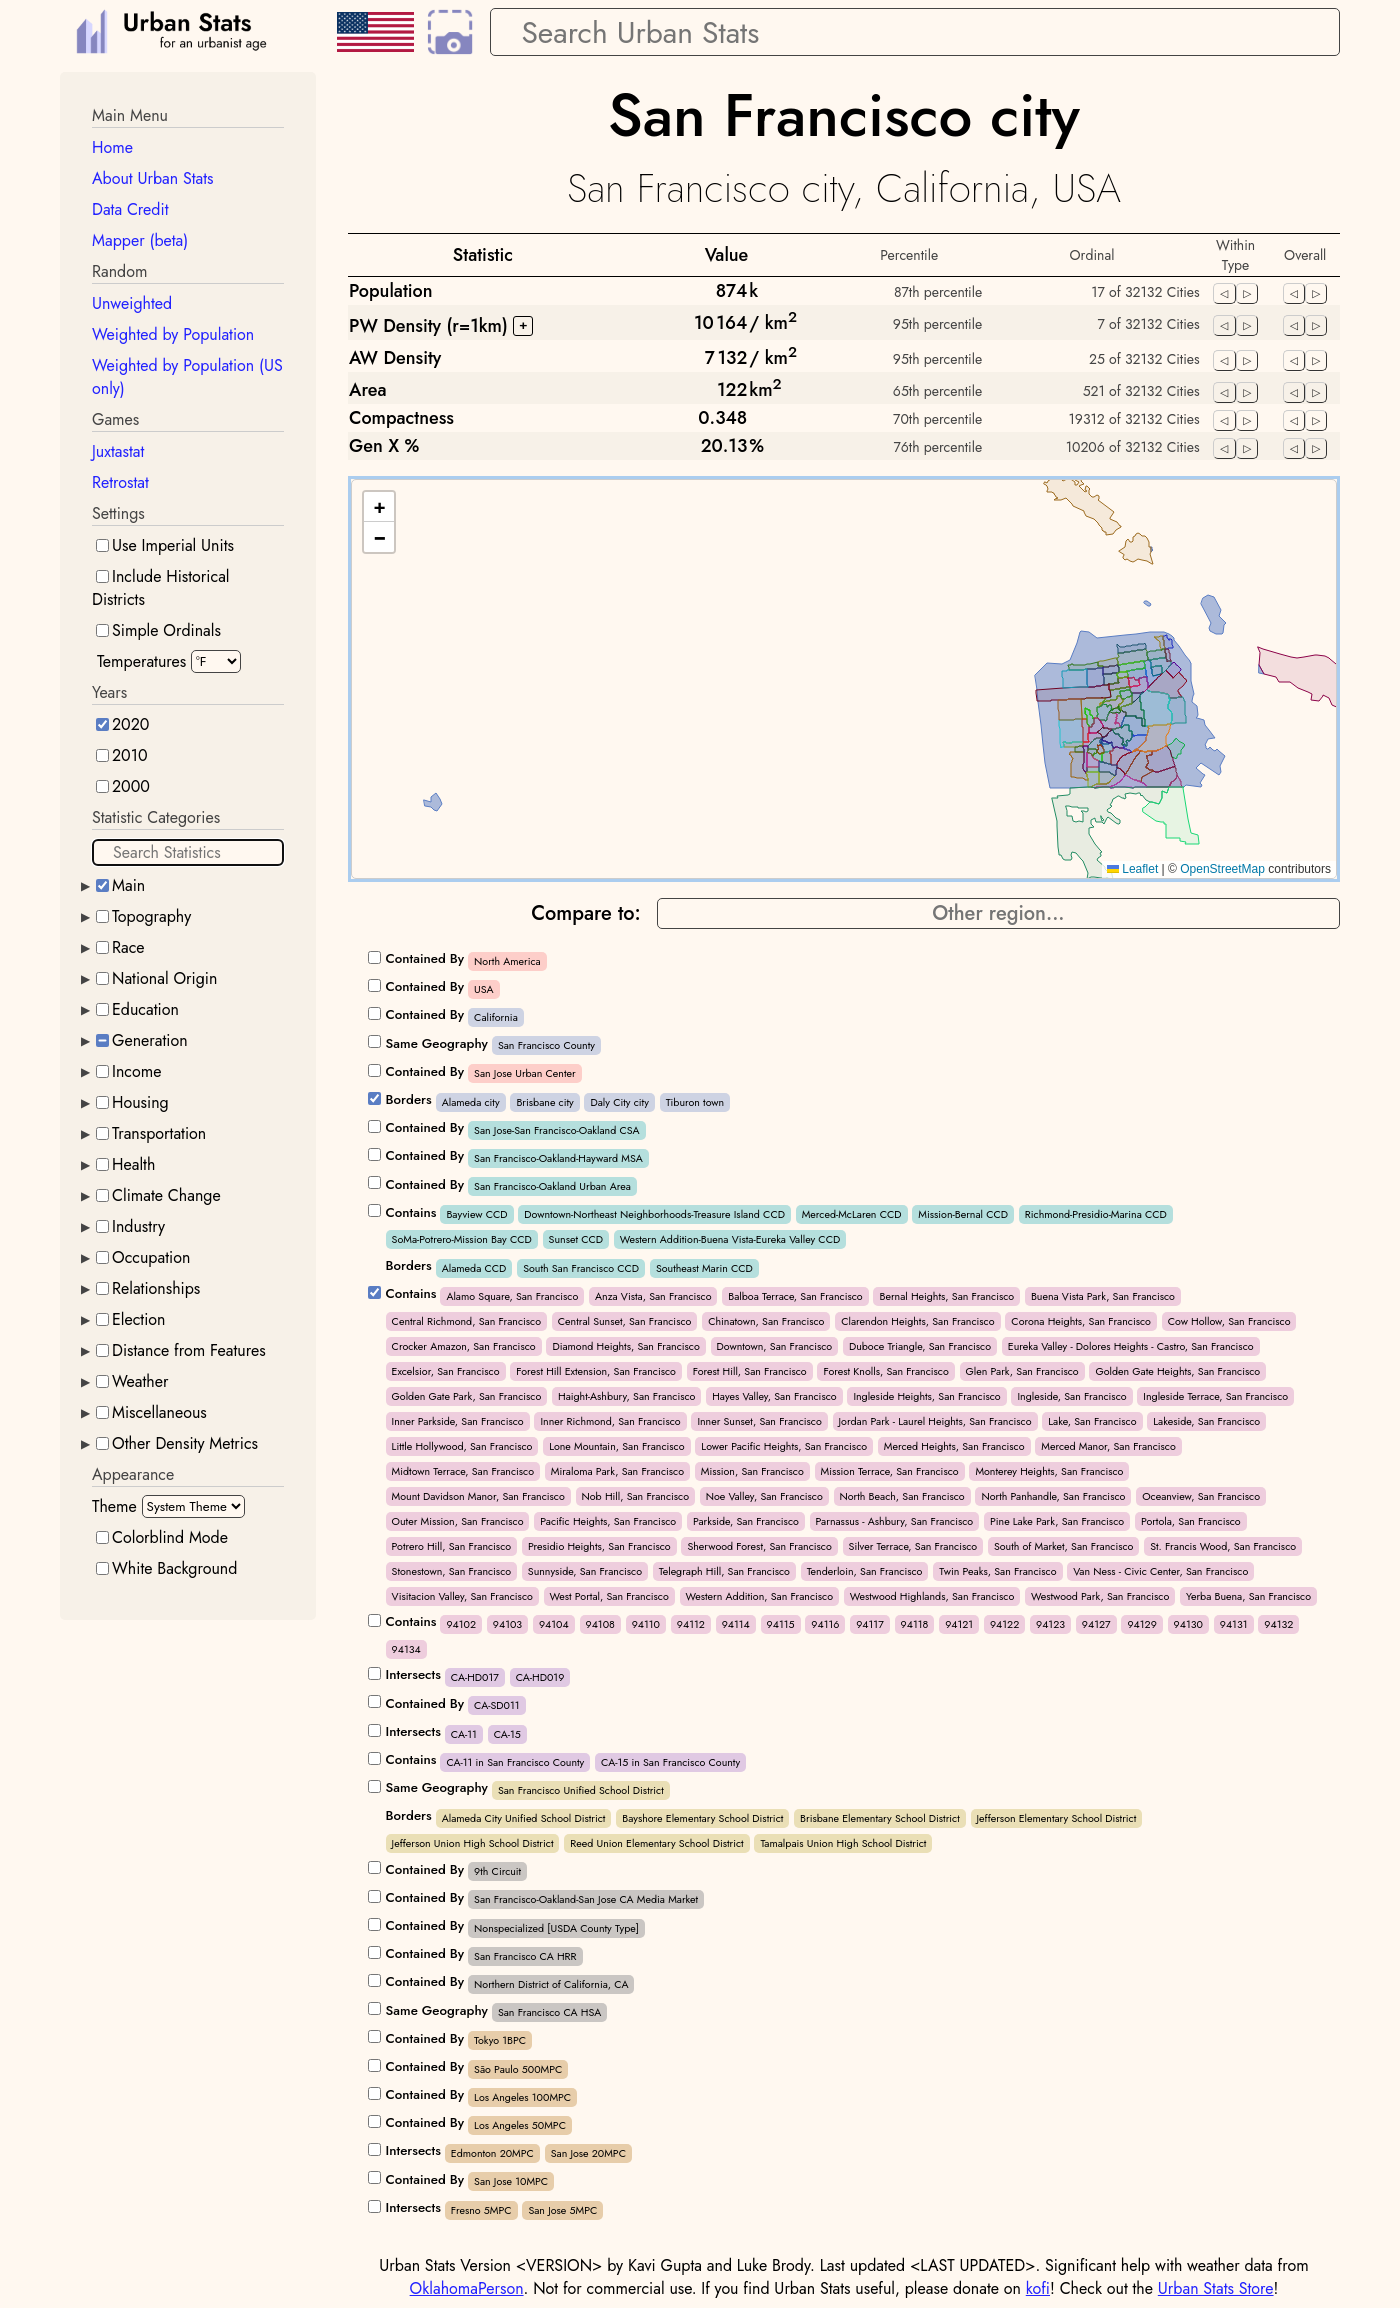 Urban Stats
for an urbanist age
Search Urban Stats
Main Menu
Home
About Urban Stats
Data Credit
Mapper (beta)
Random
Unweighted
Weighted by Population
Weighted by Population (US
only)
Games
Juxtastat
Retrostat
Settings
Use Imperial Units
Include Historical
Districts
Simple Ordinals
Temperatures °F
Years
2020
2010
2000
Statistic Categories
Search Statistics
Main
Topography
Race
National Origin
Education
Generation
Income
Housing
Transportation
Health
Climate Change
Industry
Occupation
Relationships
Election
Distance from Features
Weather
Miscellaneous
Other Density Metrics
Appearance
Theme System Theme
Colorblind Mode
White Background
San Francisco city
San Francisco city, California, USA
Statistic Value Percentile Ordinal Within Type Overall
Population 874k 87th percentile 17 of 32132 Cities
PW Density (r=1km) + 10 164 / km2 95th percentile 7 of 32132 Cities
AW Density 7 132 / km2 95th percentile 25 of 32132 Cities
Area 122 km2 65th percentile 521 of 32132 Cities
Compactness 0.348 70th percentile 19312 of 32132 Cities
Gen X % 20.13% 76th percentile 10206 of 32132 Cities
+
−
Leaflet | © OpenStreetMap contributors
Compare to: Other region...
Contained By North America
Contained By USA
Contained By California
Same Geography San Francisco County
Contained By San Jose Urban Center
Borders Alameda city Brisbane city Daly City city Tiburon town
Contained By San Jose-San Francisco-Oakland CSA
Contained By San Francisco-Oakland-Hayward MSA
Contained By San Francisco-Oakland Urban Area
Contains Bayview CCD Downtown-Northeast Neighborhoods-Treasure Island CCD Merced-McLaren CCD Mission-Bernal CCD Richmond-Presidio-Marina CCD
SoMa-Potrero-Mission Bay CCD Sunset CCD Western Addition-Buena Vista-Eureka Valley CCD
Borders Alameda CCD South San Francisco CCD Southeast Marin CCD
Contains Alamo Square, San Francisco Anza Vista, San Francisco Balboa Terrace, San Francisco Bernal Heights, San Francisco Buena Vista Park, San Francisco
Central Richmond, San Francisco Central Sunset, San Francisco Chinatown, San Francisco Clarendon Heights, San Francisco Corona Heights, San Francisco Cow Hollow, San Francisco
Crocker Amazon, San Francisco Diamond Heights, San Francisco Downtown, San Francisco Duboce Triangle, San Francisco Eureka Valley - Dolores Heights - Castro, San Francisco
Excelsior, San Francisco Forest Hill Extension, San Francisco Forest Hill, San Francisco Forest Knolls, San Francisco Glen Park, San Francisco Golden Gate Heights, San Francisco
Golden Gate Park, San Francisco Haight-Ashbury, San Francisco Hayes Valley, San Francisco Ingleside Heights, San Francisco Ingleside, San Francisco Ingleside Terrace, San Francisco
Inner Parkside, San Francisco Inner Richmond, San Francisco Inner Sunset, San Francisco Jordan Park - Laurel Heights, San Francisco Lake, San Francisco Lakeside, San Francisco
Little Hollywood, San Francisco Lone Mountain, San Francisco Lower Pacific Heights, San Francisco Merced Heights, San Francisco Merced Manor, San Francisco
Midtown Terrace, San Francisco Miraloma Park, San Francisco Mission, San Francisco Mission Terrace, San Francisco Monterey Heights, San Francisco
Mount Davidson Manor, San Francisco Nob Hill, San Francisco Noe Valley, San Francisco North Beach, San Francisco North Panhandle, San Francisco Oceanview, San Francisco
Outer Mission, San Francisco Pacific Heights, San Francisco Parkside, San Francisco Parnassus - Ashbury, San Francisco Pine Lake Park, San Francisco Portola, San Francisco
Potrero Hill, San Francisco Presidio Heights, San Francisco Sherwood Forest, San Francisco Silver Terrace, San Francisco South of Market, San Francisco St. Francis Wood, San Francisco
Stonestown, San Francisco Sunnyside, San Francisco Telegraph Hill, San Francisco Tenderloin, San Francisco Twin Peaks, San Francisco Van Ness - Civic Center, San Francisco
Visitacion Valley, San Francisco West Portal, San Francisco Western Addition, San Francisco Westwood Highlands, San Francisco Westwood Park, San Francisco Yerba Buena, San Francisco
Contains 94102 94103 94104 94108 94110 94112 94114 94115 94116 94117 94118 94121 94122 94123 94127 94129 94130 94131 94132
94134
Intersects CA-HD017 CA-HD019
Contained By CA-SD011
Intersects CA-11 CA-15
Contains CA-11 in San Francisco County CA-15 in San Francisco County
Same Geography San Francisco Unified School District
Borders Alameda City Unified School District Bayshore Elementary School District Brisbane Elementary School District Jefferson Elementary School District
Jefferson Union High School District Reed Union Elementary School District Tamalpais Union High School District
Contained By 9th Circuit
Contained By San Francisco-Oakland-San Jose CA Media Market
Contained By Nonspecialized [USDA County Type]
Contained By San Francisco CA HRR
Contained By Northern District of California, CA
Same Geography San Francisco CA HSA
Contained By Tokyo 1BPC
Contained By São Paulo 500MPC
Contained By Los Angeles 100MPC
Contained By Los Angeles 50MPC
Intersects Edmonton 20MPC San Jose 20MPC
Contained By San Jose 10MPC
Intersects Fresno 5MPC San Jose 5MPC
Urban Stats Version <VERSION> by Kavi Gupta and Luke Brody. Last updated <LAST UPDATED>. Significant help with weather data from
OklahomaPerson. Not for commercial use. If you find Urban Stats useful, please donate on kofi! Check out the Urban Stats Store!